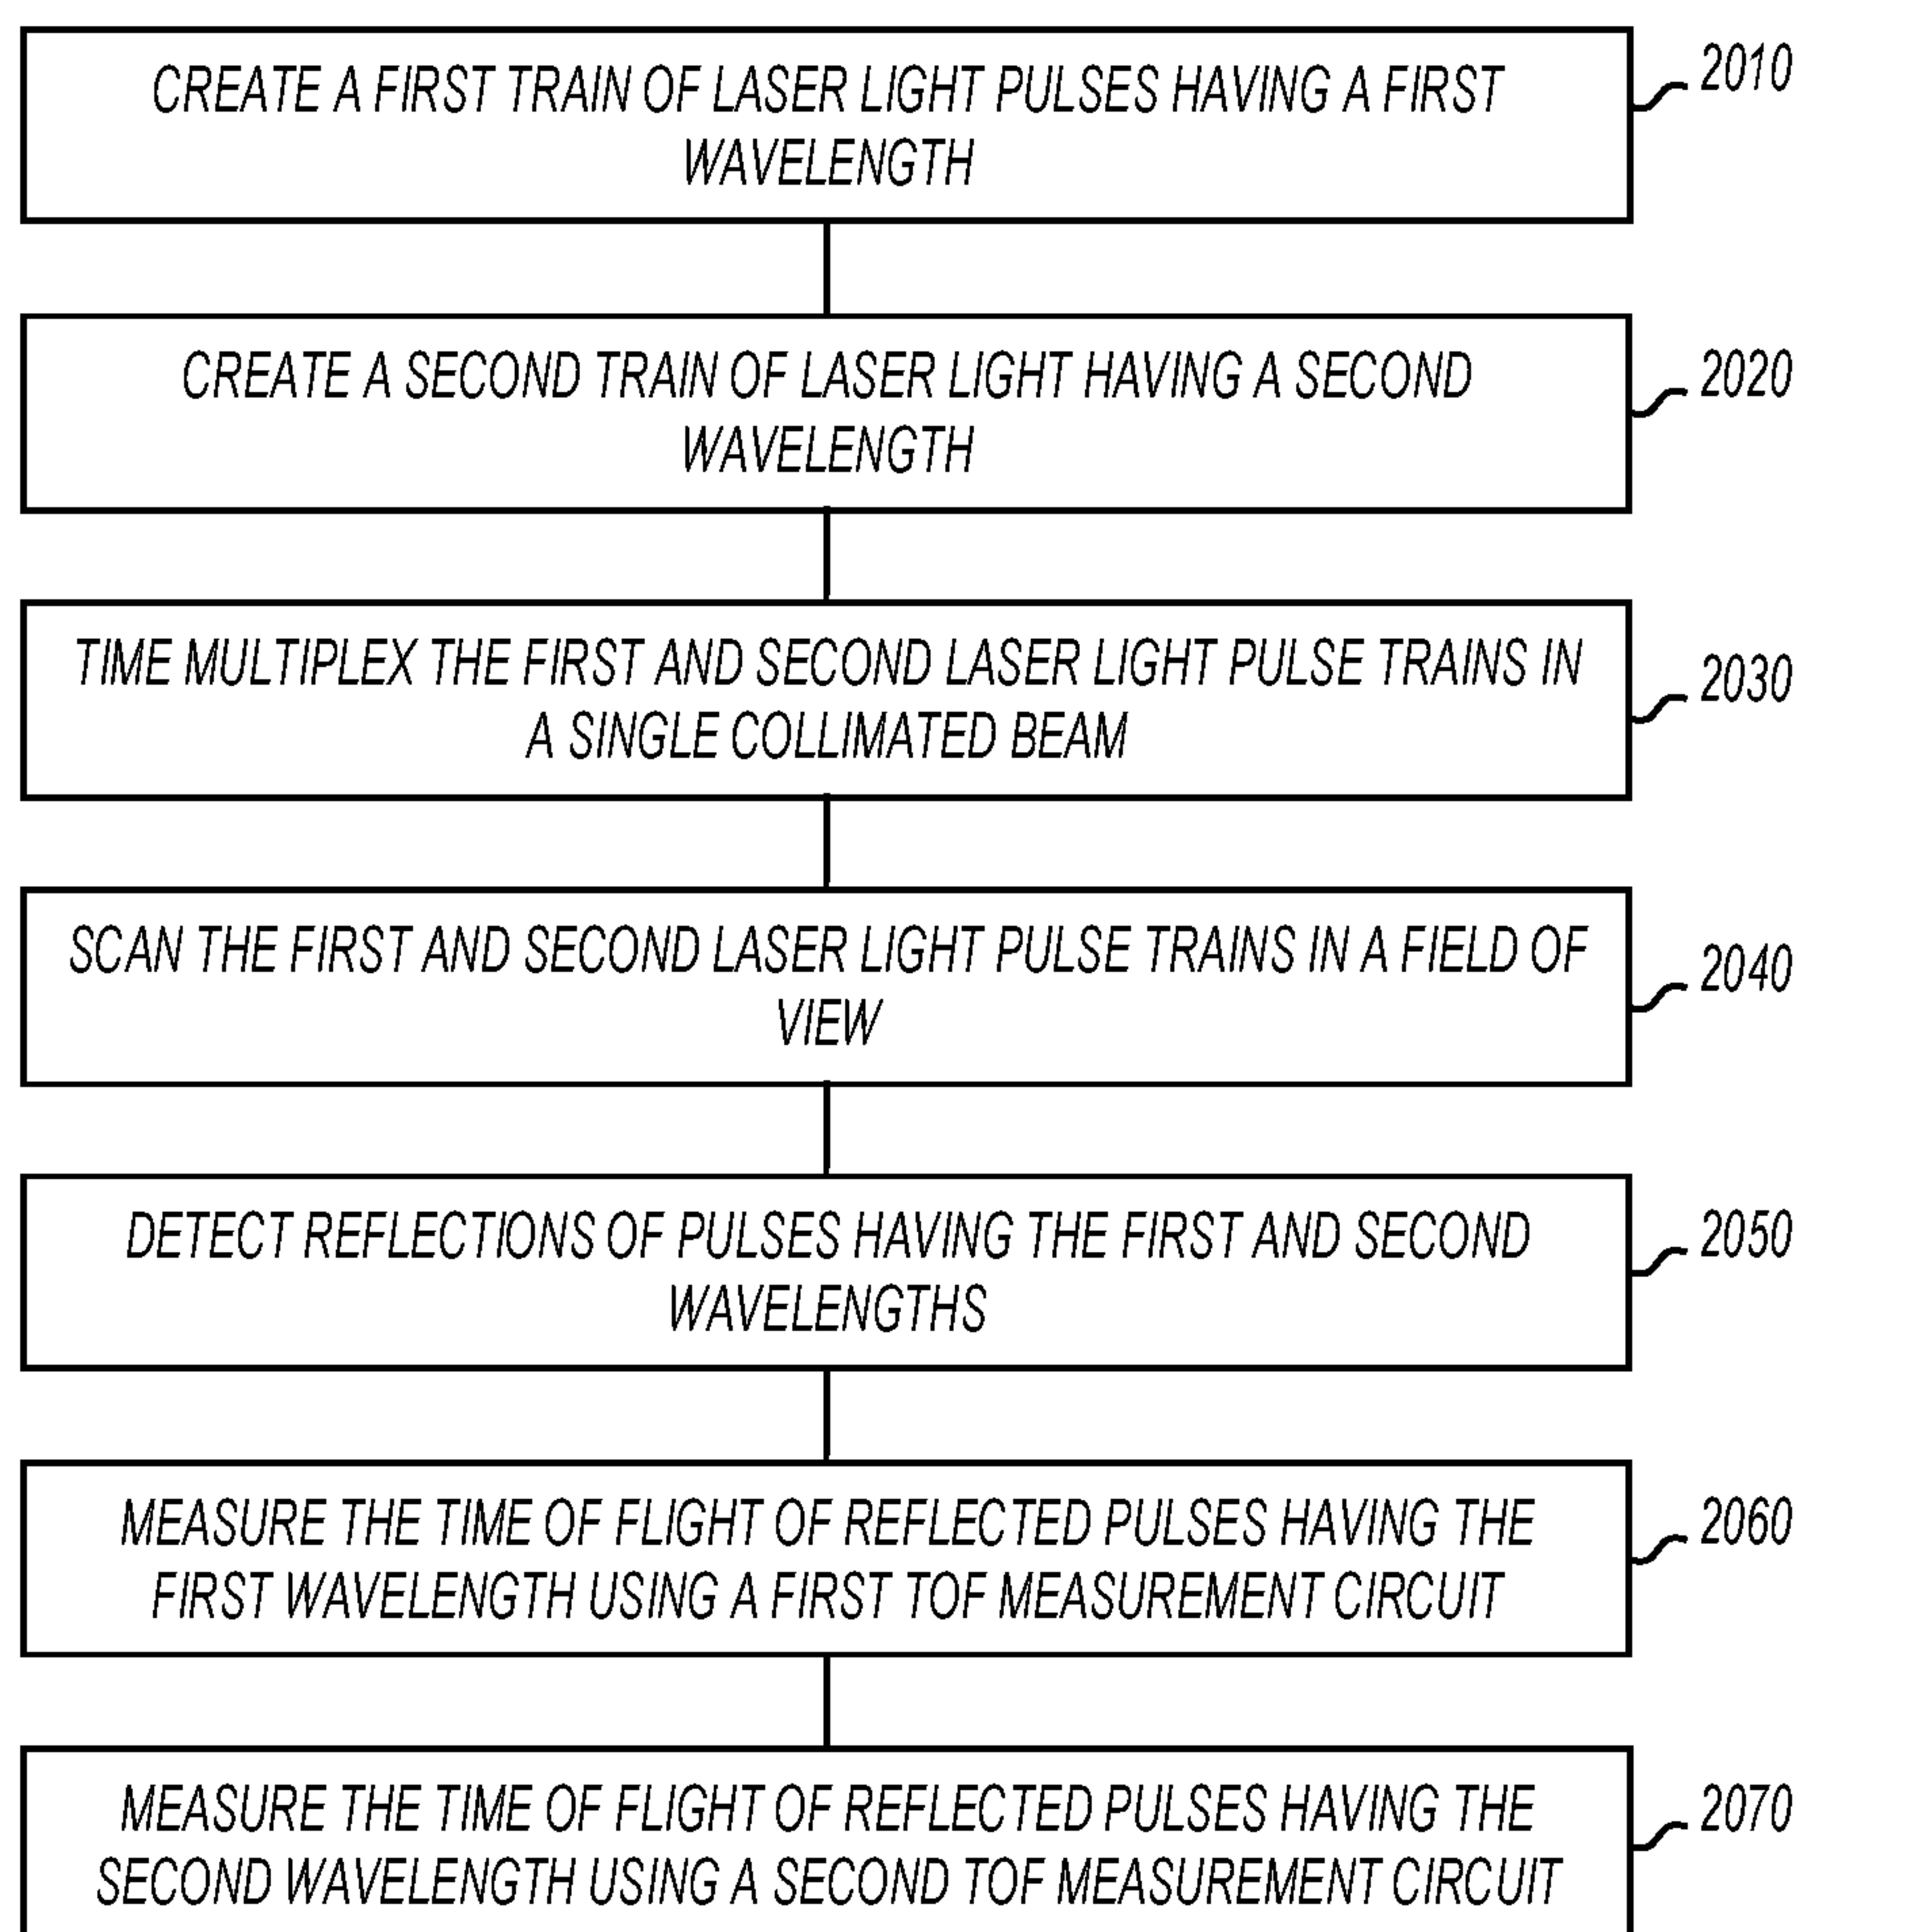 CREATE A FIRST TRAIN OF LASER LIGHT PULSES HAVING A FIRST
WAVELENGTH
2010
CREATE A SECOND TRAIN OF LASER LIGHT HAVING A SECOND
WAVELENGTH
2020
TIME MULTIPLEX THE FIRST AND SECOND LASER LIGHT PULSE TRAINS IN
A SINGLE COLLIMATED BEAM
2030
SCAN THE FIRST AND SECOND LASER LIGHT PULSE TRAINS IN A FIELD OF
VIEW
2040
DETECT REFLECTIONS OF PULSES HAVING THE FIRST AND SECOND
WAVELENGTHS
2050
MEASURE THE TIME OF FLIGHT OF REFLECTED PULSES HAVING THE
FIRST WAVELENGTH USING A FIRST TOF MEASUREMENT CIRCUIT
2060
MEASURE THE TIME OF FLIGHT OF REFLECTED PULSES HAVING THE
SECOND WAVELENGTH USING A SECOND TOF MEASUREMENT CIRCUIT
2070